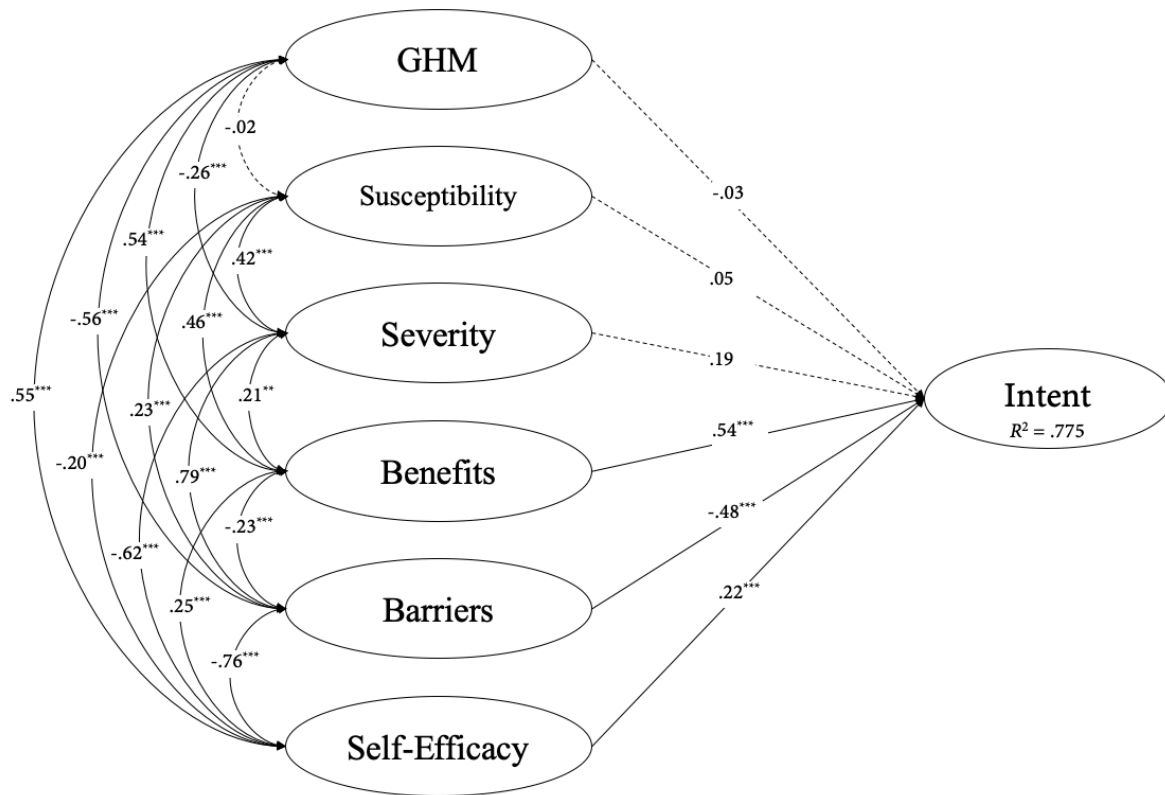 GHM
-.02
-.26***
-.03
Susceptibility
.54***
.42***
.05
-.56***
.46***
Severity
.19
.55***
.23***
.21**
.54***
Intent
R² = .775
-.20***
.79***
Benefits
-.23***
-.48***
-.62***
.25***
Barriers
.22***
-.76***
Self-Efficacy